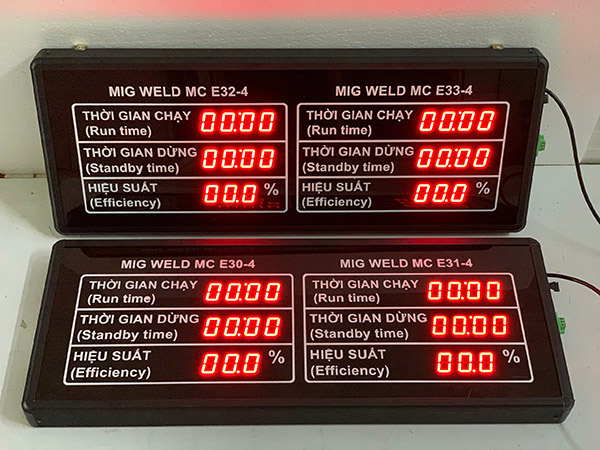 MIG WELD MC E32-4
THỜI GIAN CHẠY 00:00
(Run time)
THỜI GIAN DỪNG 00:00
(Standby time)
HIỆU SUẤT 00.0 %
(Efficiency)
MIG WELD MC E33-4
THỜI GIAN CHẠY 00:00
(Run time)
THỜI GIAN DỪNG 00:00
(Standby time)
HIỆU SUẤT 00.0 %
(Efficiency)
MIG WELD MC E30-4
THỜI GIAN CHẠY 00:00
(Run time)
THỜI GIAN DỪNG 00:00
(Standby time)
HIỆU SUẤT 00.0 %
(Efficiency)
MIG WELD MC E31-4
THỜI GIAN CHẠY 00:00
(Run time)
THỜI GIAN DỪNG 00:00
(Standby time)
HIỆU SUẤT 00.0 %
(Efficiency)